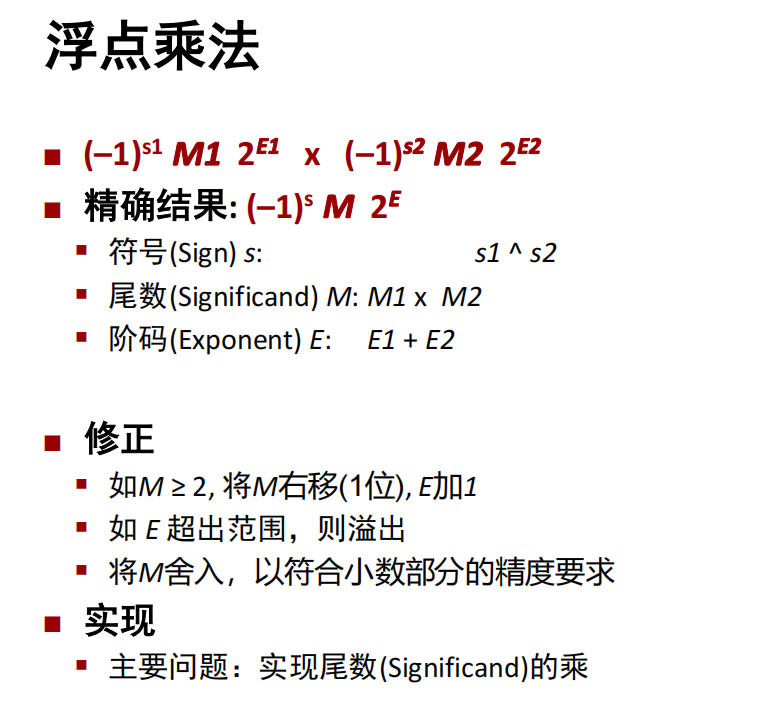 浮点乘法
■ (–1)^s1 M1 2^E1 x (–1)^s2 M2 2^E2
■ 精确结果: (–1)^s M 2^E
▪ 符号(Sign) s: s1 ^ s2
▪ 尾数(Significand) M: M1 x M2
▪ 阶码(Exponent) E: E1 + E2
■ 修正
▪ 如M ≥ 2, 将M右移(1位), E加1
▪ 如 E 超出范围，则溢出
▪ 将M舍入，以符合小数部分的精度要求
■ 实现
▪ 主要问题：实现尾数(Significand)的乘